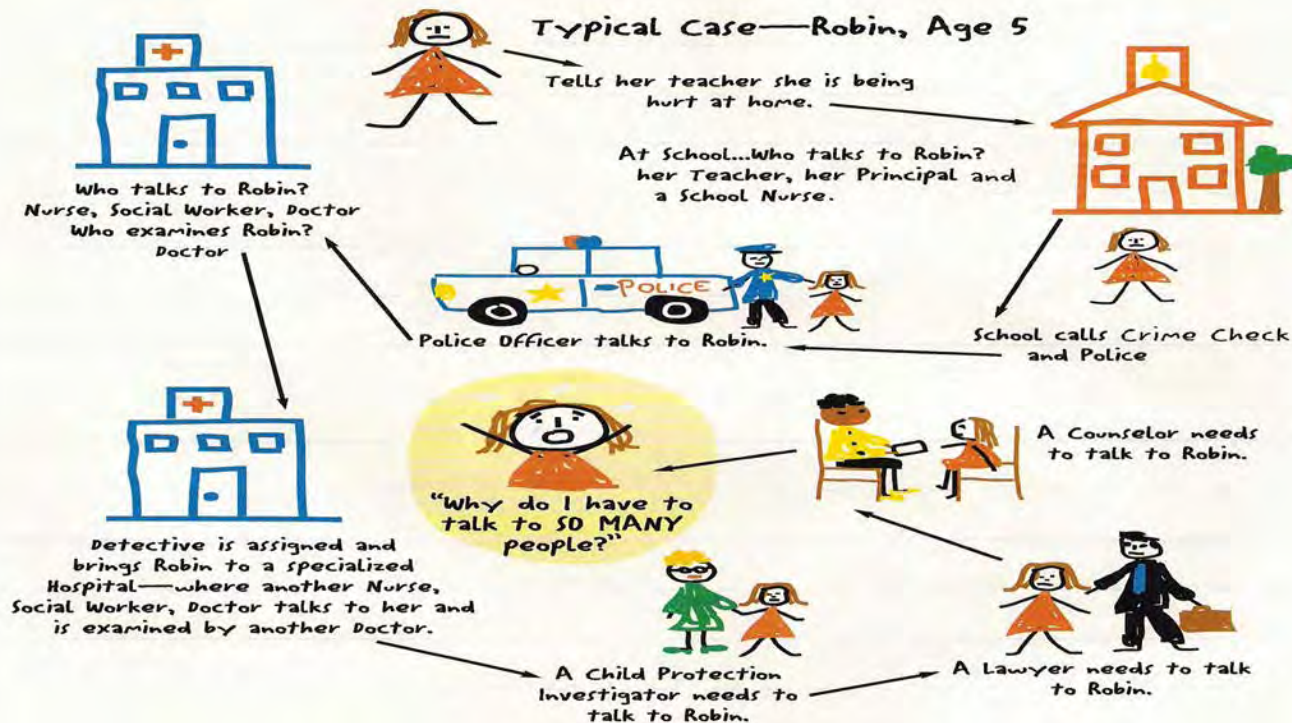 Typical Case—Robin, Age 5
Tells her teacher she is being
hurt at home.
At School...Who talks to Robin?
her Teacher, her Principal and
a School Nurse.
School calls Crime Check
and Police
POLICE
Police Officer talks to Robin.
Who talks to Robin?
Nurse, Social Worker, Doctor
Who examines Robin?
Doctor
Detective is assigned and
brings Robin to a specialized
Hospital—where another Nurse,
Social Worker, Doctor talks to her and
is examined by another Doctor.
A Child Protection
Investigator needs to
talk to Robin.
A Lawyer needs to talk
to Robin.
A Counselor needs
to talk to Robin.
"Why do I have to
talk to SO MANY
people?"